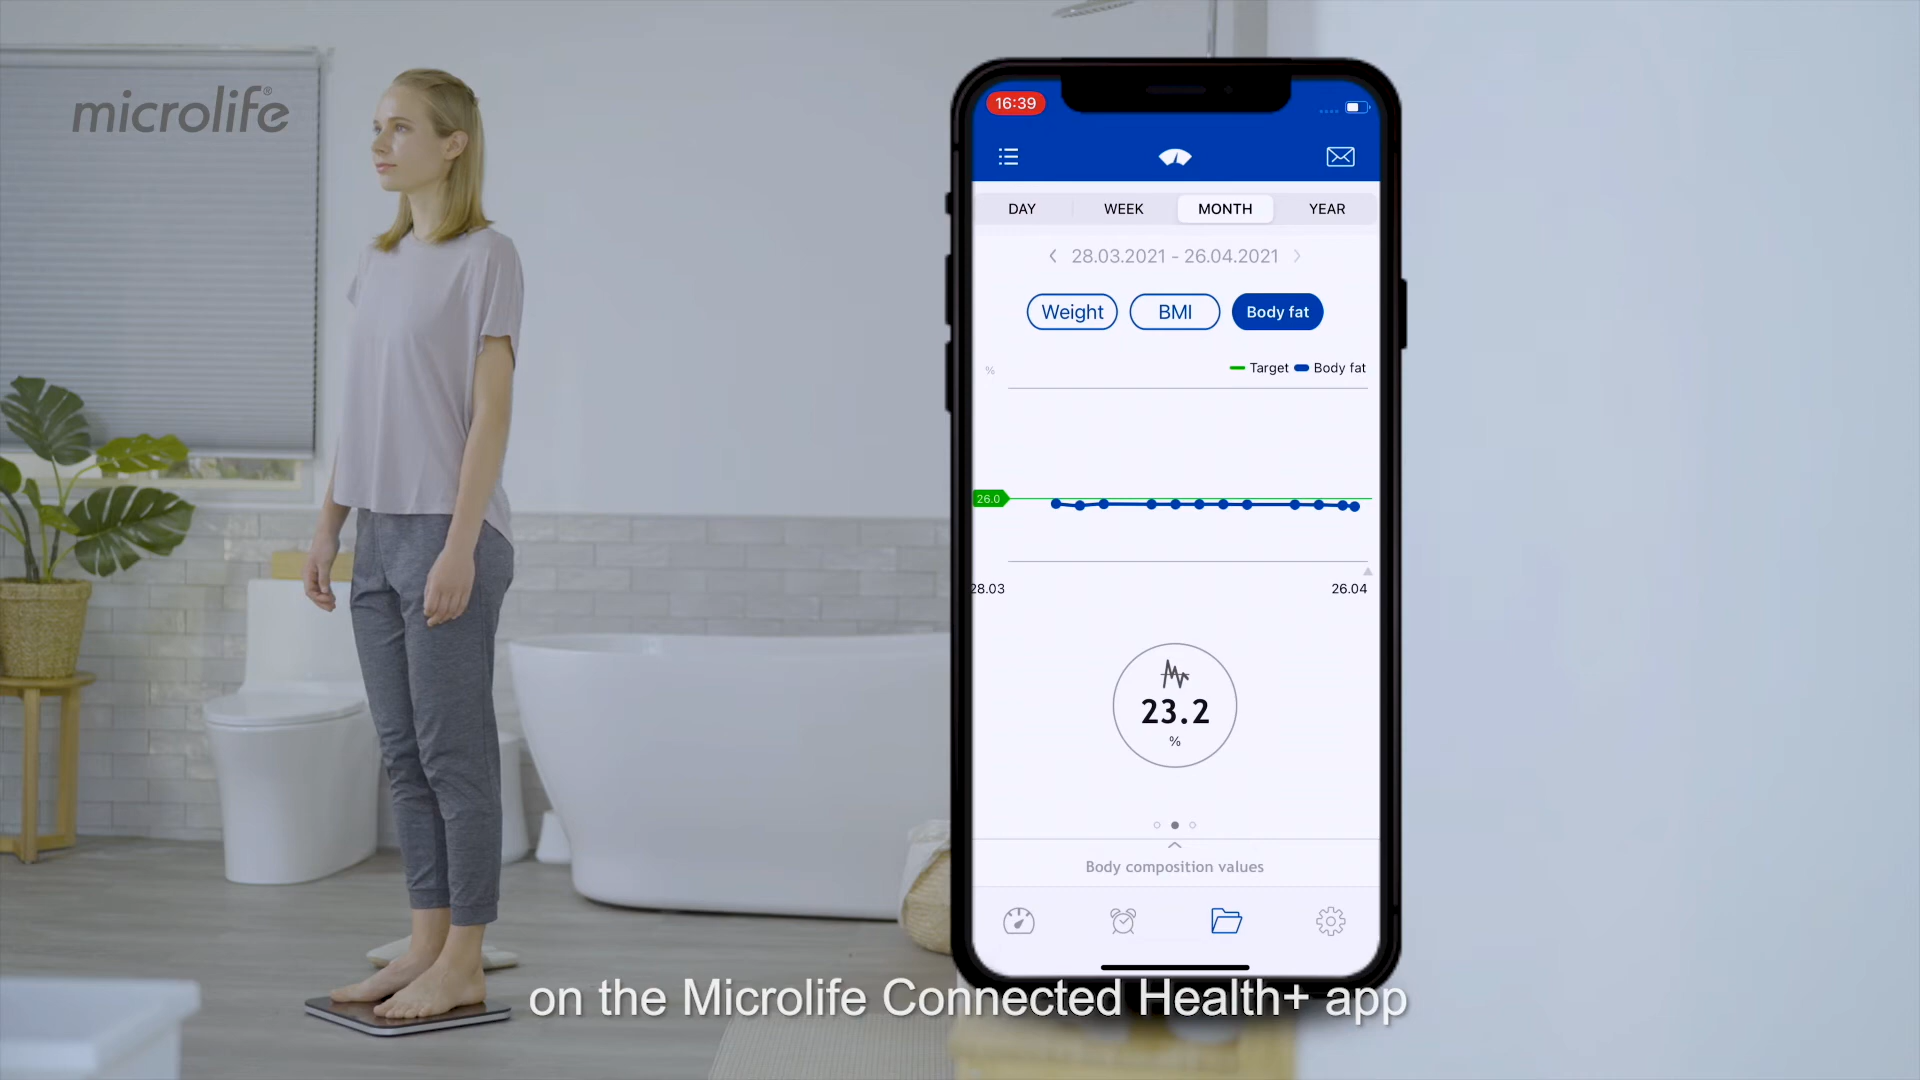 microlife®
16:39
DAY WEEK MONTH YEAR
28.03.2021 - 26.04.2021
Weight BMI Body fat
% Target Body fat
26.0
28.03 26.04
23.2
%
Body composition values
on the Microlife Connected Health+ app